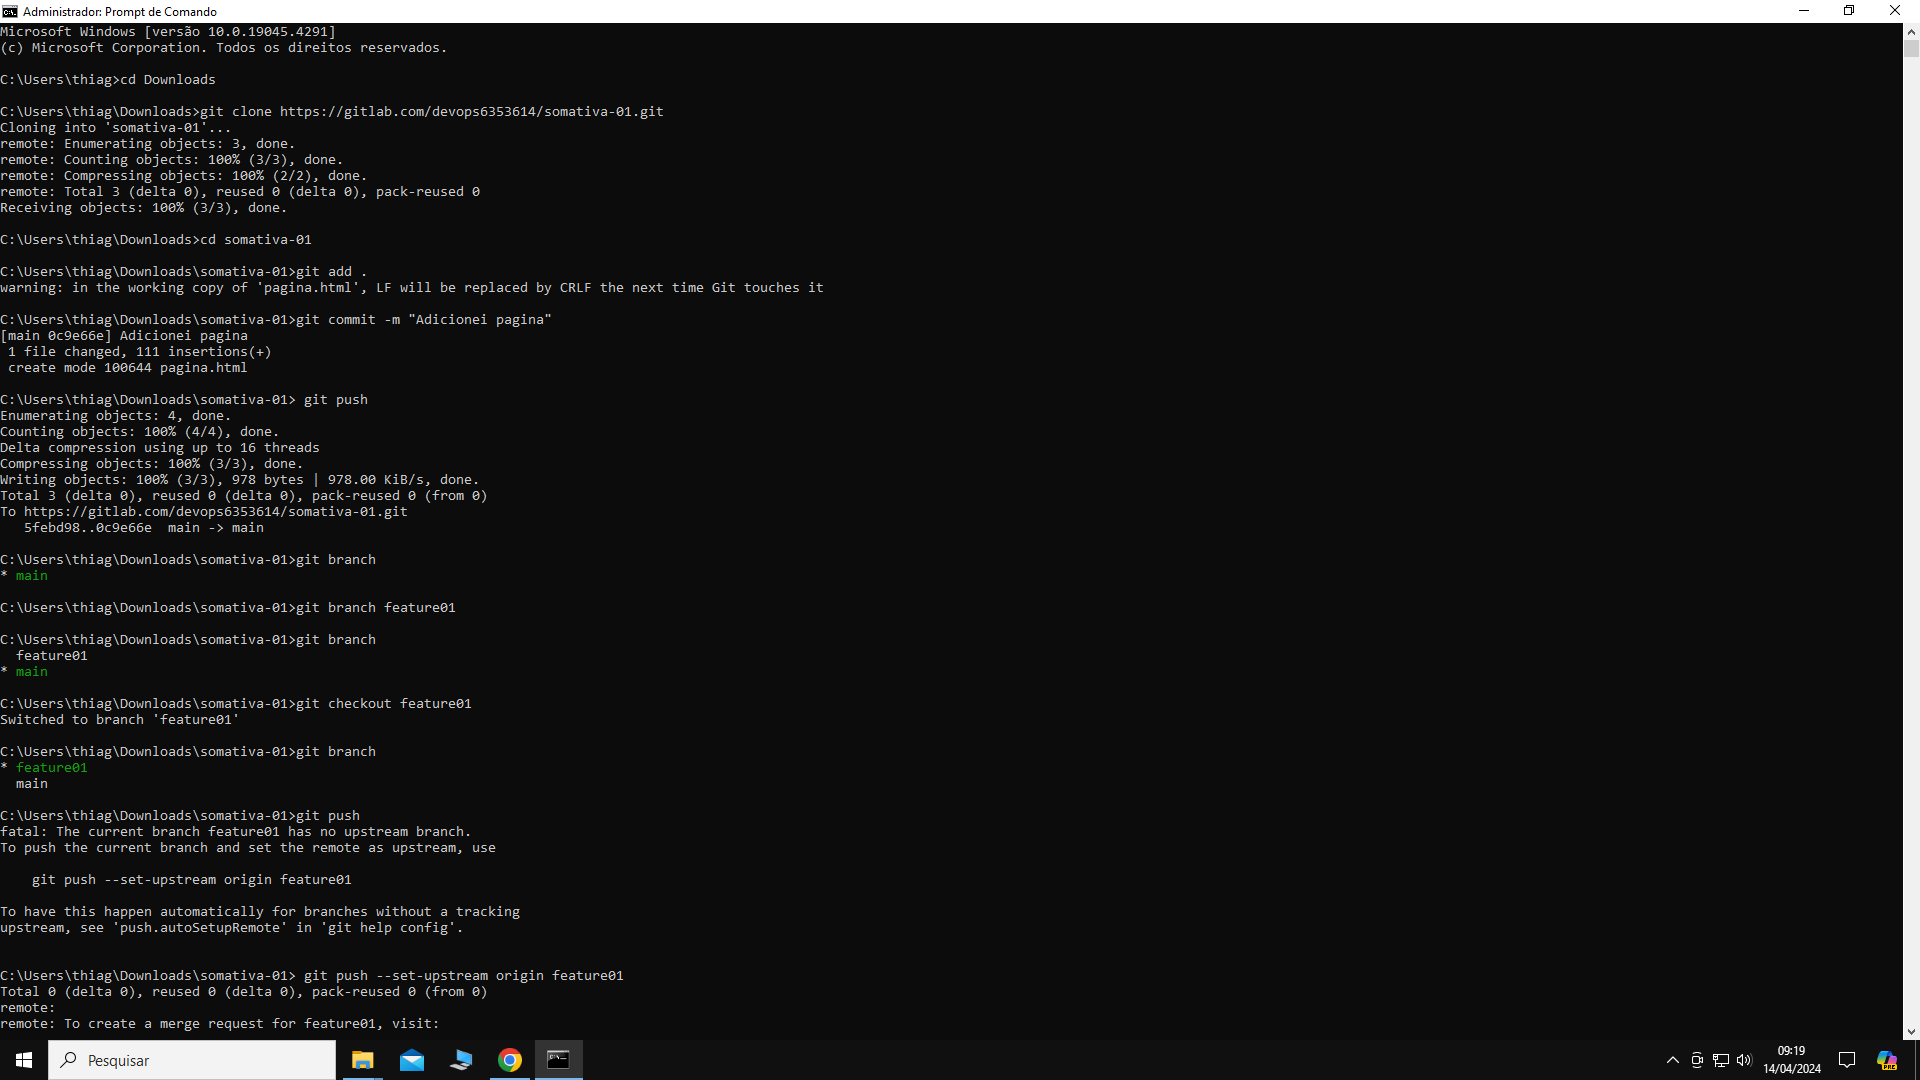 Administrador: Prompt de Comando
Microsoft Windows [versão 10.0.19045.4291]
(c) Microsoft Corporation. Todos os direitos reservados.
C:\Users\thiag>cd Downloads
C:\Users\thiag\Downloads>git clone https://gitlab.com/devops6353614/somativa-01.git
Cloning into 'somativa-01'...
remote: Enumerating objects: 3, done.
remote: Counting objects: 100% (3/3), done.
remote: Compressing objects: 100% (2/2), done.
remote: Total 3 (delta 0), reused 0 (delta 0), pack-reused 0
Receiving objects: 100% (3/3), done.
C:\Users\thiag\Downloads>cd somativa-01
C:\Users\thiag\Downloads\somativa-01>git add .
warning: in the working copy of 'pagina.html', LF will be replaced by CRLF the next time Git touches it
C:\Users\thiag\Downloads\somativa-01>git commit -m "Adicionei pagina"
[main 0c9e66e] Adicionei pagina
 1 file changed, 111 insertions(+)
 create mode 100644 pagina.html
C:\Users\thiag\Downloads\somativa-01> git push
Enumerating objects: 4, done.
Counting objects: 100% (4/4), done.
Delta compression using up to 16 threads
Compressing objects: 100% (3/3), done.
Writing objects: 100% (3/3), 978 bytes | 978.00 KiB/s, done.
Total 3 (delta 0), reused 0 (delta 0), pack-reused 0 (from 0)
To https://gitlab.com/devops6353614/somativa-01.git
   5febd98..0c9e66e  main -> main
C:\Users\thiag\Downloads\somativa-01>git branch
* main
C:\Users\thiag\Downloads\somativa-01>git branch feature01
C:\Users\thiag\Downloads\somativa-01>git branch
  feature01
* main
C:\Users\thiag\Downloads\somativa-01>git checkout feature01
Switched to branch 'feature01'
C:\Users\thiag\Downloads\somativa-01>git branch
* feature01
  main
C:\Users\thiag\Downloads\somativa-01>git push
fatal: The current branch feature01 has no upstream branch.
To push the current branch and set the remote as upstream, use
    git push --set-upstream origin feature01
To have this happen automatically for branches without a tracking
upstream, see 'push.autoSetupRemote' in 'git help config'.
C:\Users\thiag\Downloads\somativa-01> git push --set-upstream origin feature01
Total 0 (delta 0), reused 0 (delta 0), pack-reused 0 (from 0)
remote:
remote: To create a merge request for feature01, visit:
Pesquisar
09:19
14/04/2024
PRE